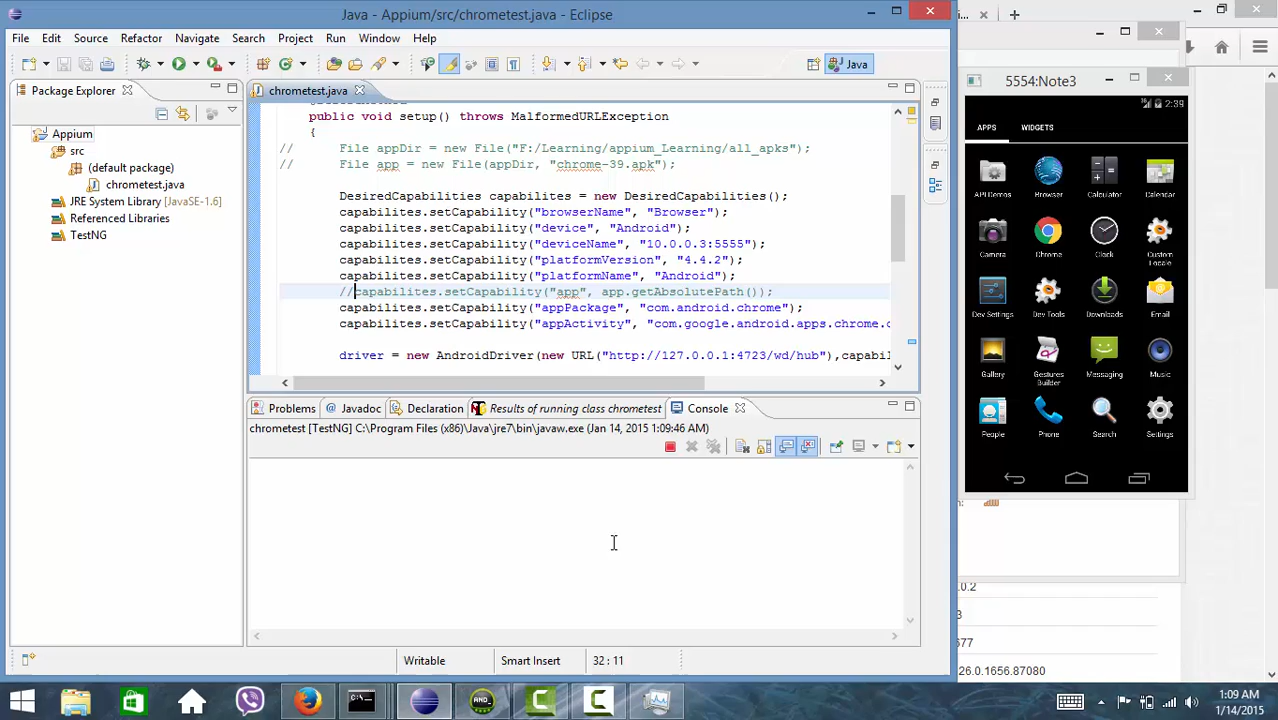 Java - Appium/src/chrometest.java - Eclipse
File Edit Source Refactor Navigate Search Project Run Window Help
Java
Package Explorer
Appium
src
(default package)
chrometest.java
JRE System Library [JavaSE-1.6]
Referenced Libraries
TestNG
chrometest.java
public void setup() throws MalformedURLException
{
// File appDir = new File("F:/Learning/appium_Learning/all_apks");
// File app = new File(appDir, "chrome-39.apk");
DesiredCapabilities capabilites = new DesiredCapabilities();
capabilites.setCapability("browserName", "Browser");
capabilites.setCapability("device", "Android");
capabilites.setCapability("deviceName", "10.0.0.3:5555");
capabilites.setCapability("platformVersion", "4.4.2");
capabilites.setCapability("platformName", "Android");
//capabilites.setCapability("app", app.getAbsolutePath());
capabilites.setCapability("appPackage", "com.android.chrome");
capabilites.setCapability("appActivity", "com.google.android.apps.chrome.
driver = new AndroidDriver(new URL("http://127.0.0.1:4723/wd/hub"),capabil
Problems Javadoc Declaration Results of running class chrometest Console
chrometest [TestNG] C:\Program Files (x86)\Java\jre7\bin\javaw.exe (Jan 14, 2015 1:09:46 AM)
Writable Smart Insert 32 : 11
5554:Note3
2:39
APPS WIDGETS
API Demos Browser Calculator Calendar
Camera Chrome Clock Custom Locale
Dev Settings Dev Tools Downloads Email
Gallery Gestures Builder Messaging Music
People Phone Search Settings
.0.2
3
677
26.0.1656.87080
1:09 AM
1/14/2015